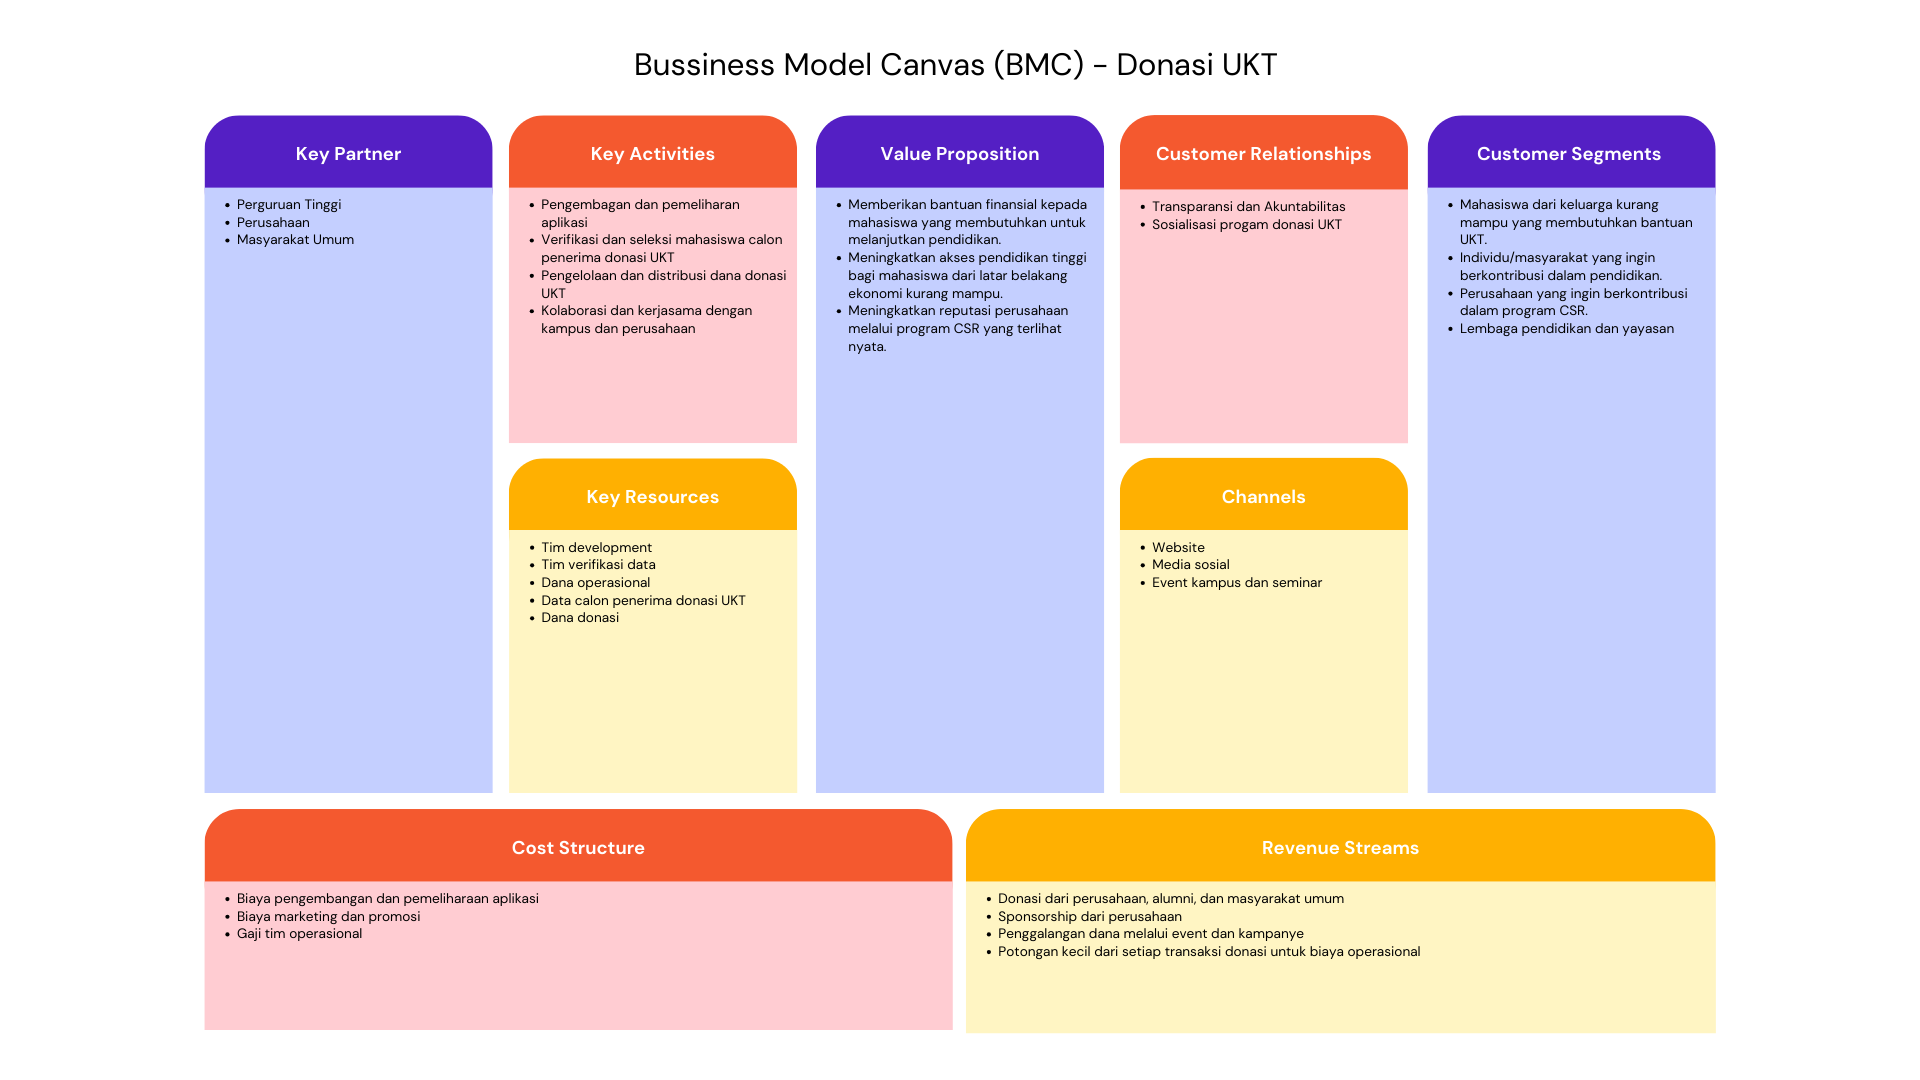 Bussiness Model Canvas (BMC) - Donasi UKT
Key Partner
• Perguruan Tinggi
• Perusahaan
• Masyarakat Umum
Key Activities
• Pengembagan dan pemeliharan
aplikasi
• Verifikasi dan seleksi mahasiswa calon
penerima donasi UKT
• Pengelolaan dan distribusi dana donasi
UKT
• Kolaborasi dan kerjasama dengan
kampus dan perusahaan
Key Resources
• Tim development
• Tim verifikasi data
• Dana operasional
• Data calon penerima donasi UKT
• Dana donasi
Value Proposition
• Memberikan bantuan finansial kepada
mahasiswa yang membutuhkan untuk
melanjutkan pendidikan.
• Meningkatkan akses pendidikan tinggi
bagi mahasiswa dari latar belakang
ekonomi kurang mampu.
• Meningkatkan reputasi perusahaan
melalui program CSR yang terlihat
nyata.
Customer Relationships
• Transparansi dan Akuntabilitas
• Sosialisasi progam donasi UKT
Channels
• Website
• Media sosial
• Event kampus dan seminar
Customer Segments
• Mahasiswa dari keluarga kurang
mampu yang membutuhkan bantuan
UKT.
• Individu/masyarakat yang ingin
berkontribusi dalam pendidikan.
• Perusahaan yang ingin berkontribusi
dalam program CSR.
• Lembaga pendidikan dan yayasan
Cost Structure
• Biaya pengembangan dan pemeliharaan aplikasi
• Biaya marketing dan promosi
• Gaji tim operasional
Revenue Streams
• Donasi dari perusahaan, alumni, dan masyarakat umum
• Sponsorship dari perusahaan
• Penggalangan dana melalui event dan kampanye
• Potongan kecil dari setiap transaksi donasi untuk biaya operasional